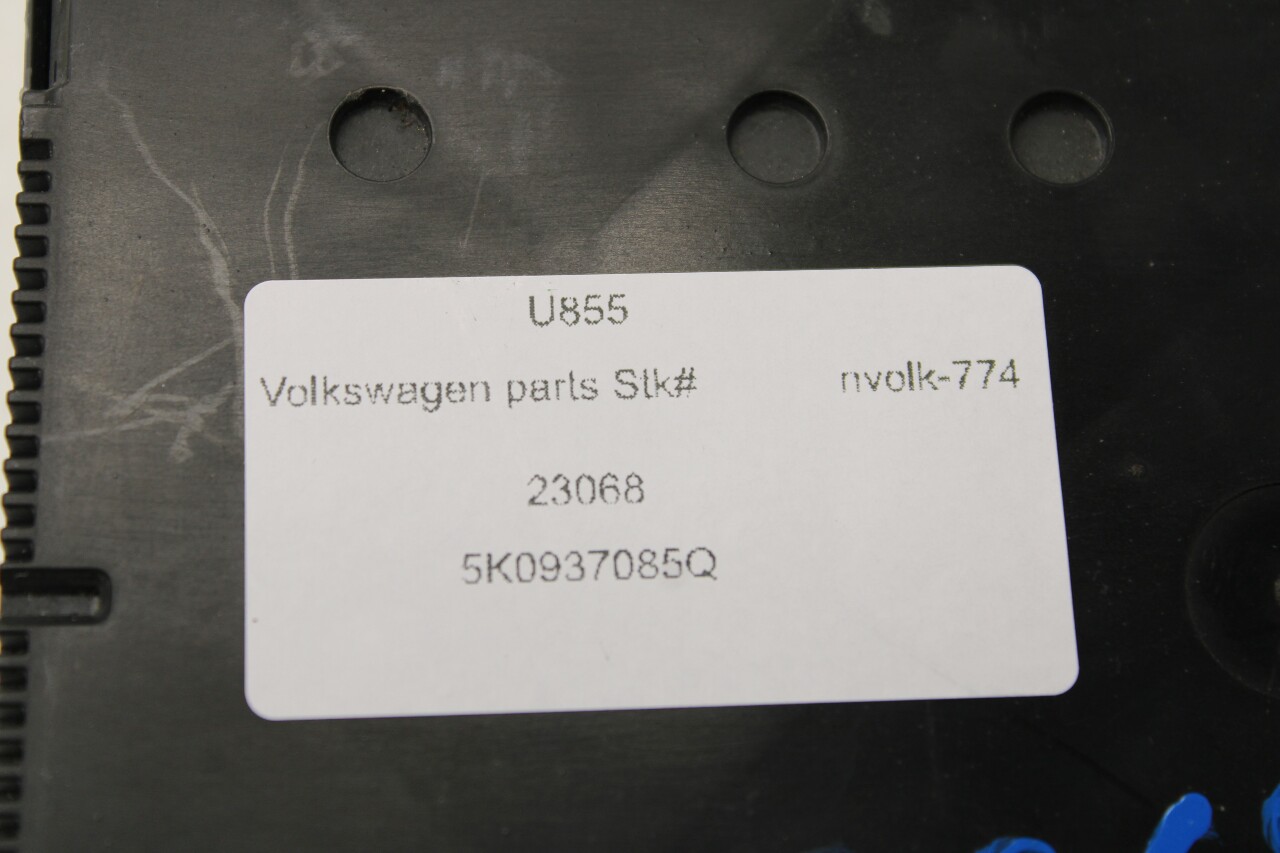 U855
Volkswagen parts Stk# nvolk-774
23068
5K0937085Q